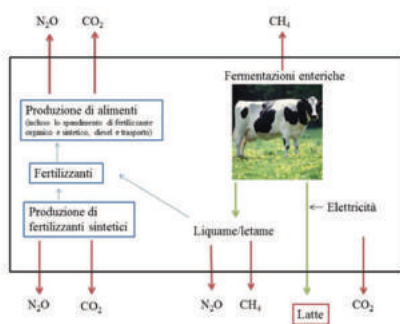 N₂O
CO₂
CH₄
Fermentazioni enteriche
Produzione di alimenti
(incluso lo spandimento di fertilizzante
organico e sintetico, diesel e trasporto)
Fertilizzanti
Produzione di
fertilizzanti sintetici
Liquame/letame
Elettricità
N₂O
CO₂
N₂O
CH₄
Latte
CO₂